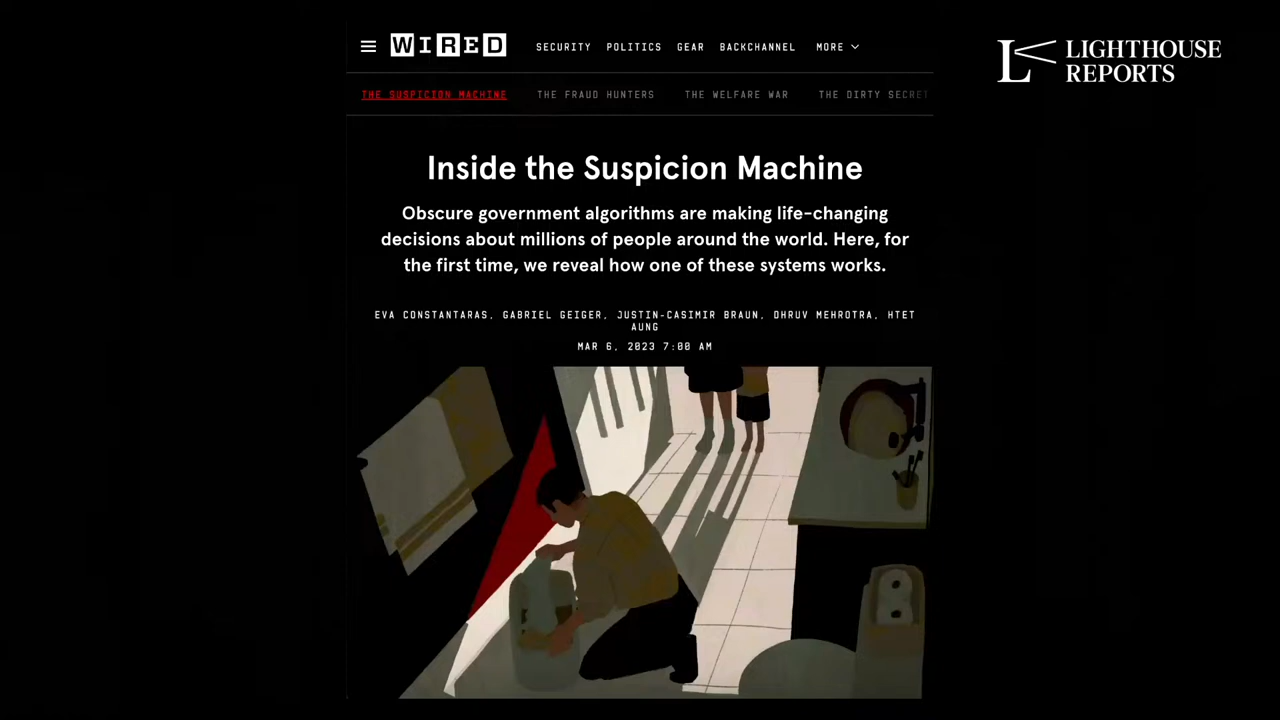 WIRED SECURITY POLITICS GEAR BACKCHANNEL MORE
LIGHTHOUSE
REPORTS
THE SUSPICION MACHINE THE FRAUD HUNTERS THE WELFARE WAR THE DIRTY SECRET
Inside the Suspicion Machine
Obscure government algorithms are making life-changing
decisions about millions of people around the world. Here, for
the first time, we reveal how one of these systems works.
EVA CONSTANTARAS, GABRIEL GEIGER, JUSTIN-CASIMIR BRAUN, DHRUV MEHROTRA, HTET
AUNG
MAR 6, 2023 7:00 AM